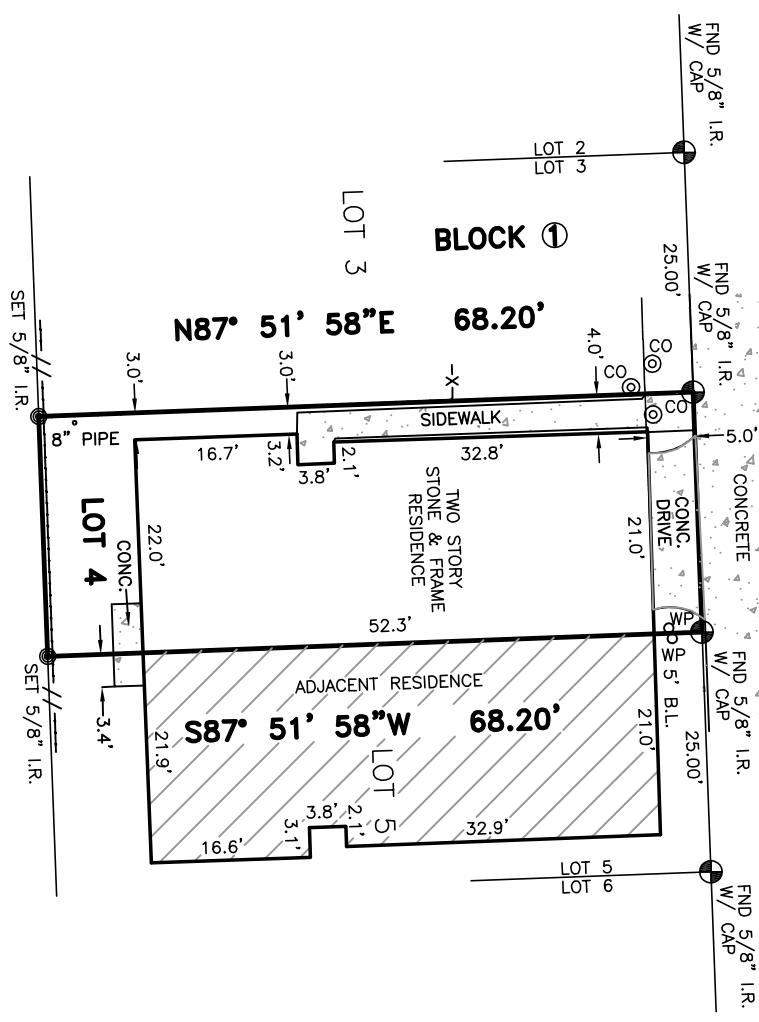 FND 5/8" I.R.
W/ CAP
LOT 2
LOT 3
LOT 3
BLOCK ①
25.00'
FND 5/8" I.R.
W/ CAP
N87° 51' 58"E 68.20'
SET 5/8" I.R.
3.0'
3.0'
-X-
4.0'
CO
CO
CO
8" PIPE
SIDEWALK
5.0'
16.7'
3.2'
3.8'
2.1'
32.8'
CONCRETE
LOT 4
CONC.
22.0'
TWO STORY
STONE & FRAME
RESIDENCE
21.0'
CONC.
DRIVE
52.3'
WP
WP
SET 5/8" I.R.
3.4'
ADJACENT RESIDENCE
5' B.L.
FND 5/8" I.R.
W/ CAP
S87° 51' 58"W 68.20'
21.9'
LOT 5
21.0'
25.00'
16.6'
3.1'
3.8'
2.1'
32.9'
LOT 5
LOT 6
FND 5/8" I.R.
W/ CAP